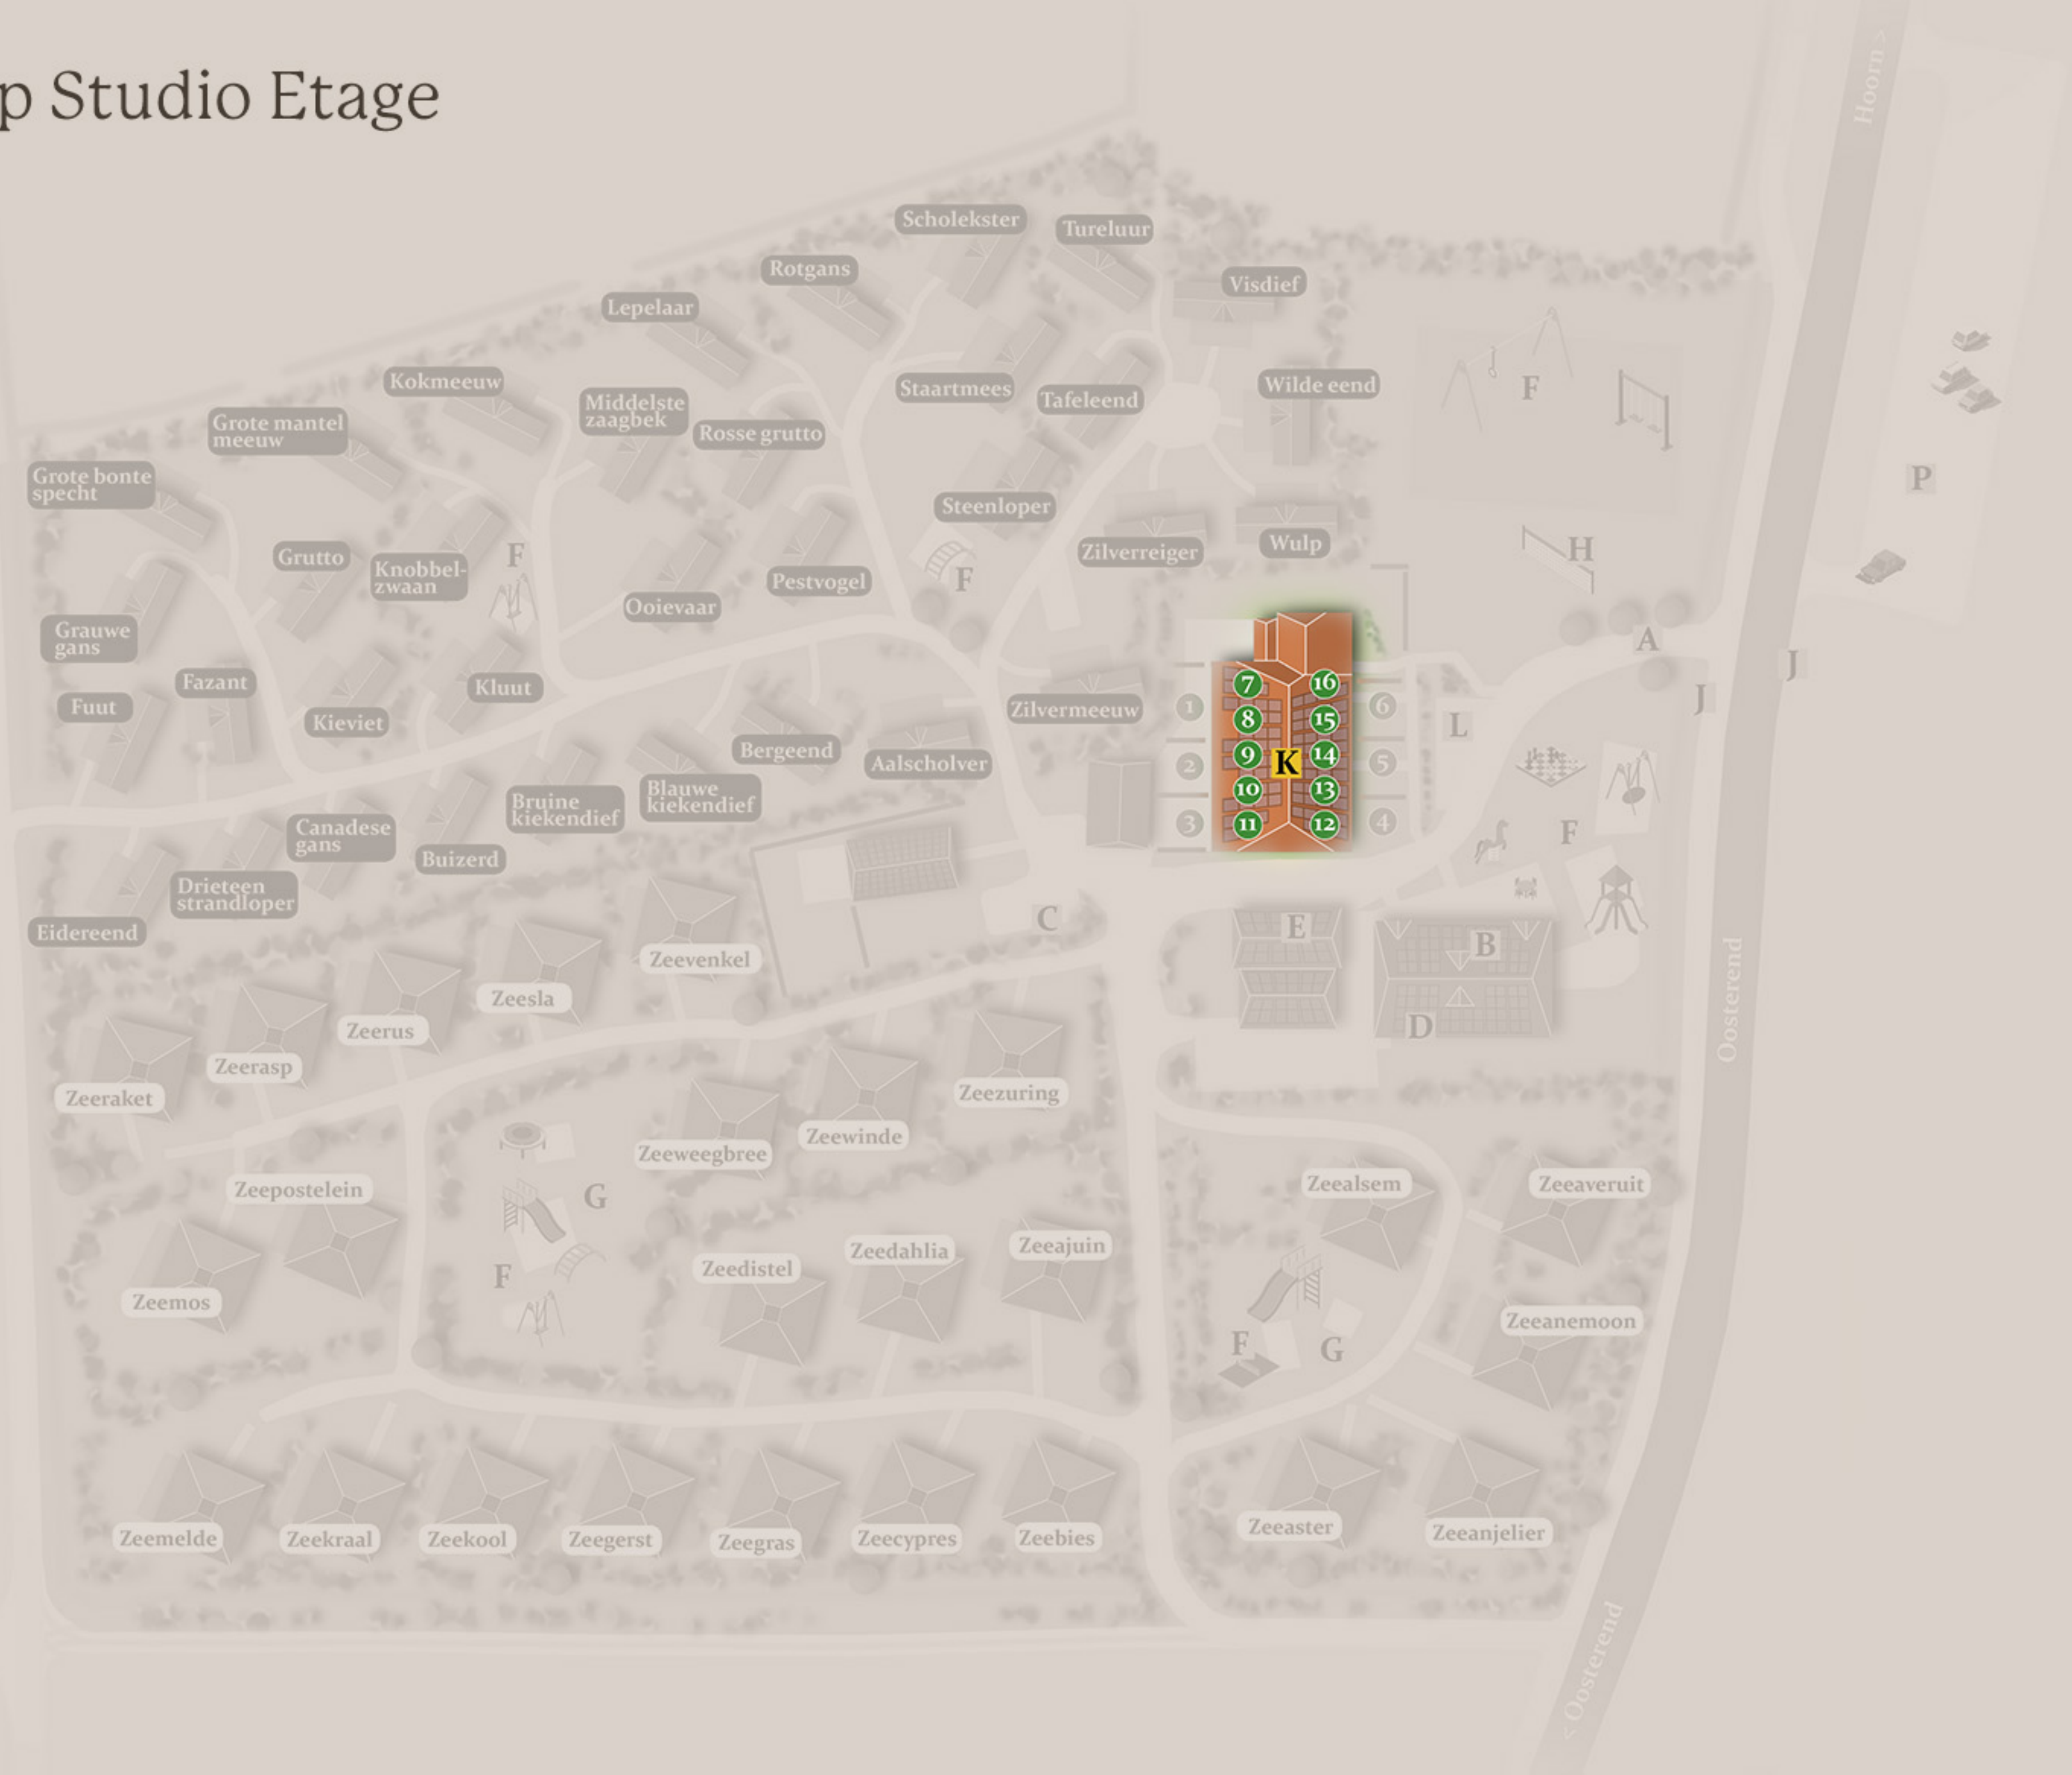 p Studio Etage
Hoorn >
Scholekster
Tureluur
Rotgans
Visdief
Lepelaar
Kokmeeuw
Staartmees
Wilde eend
F
Middelste
zaagbek
Tafeleend
Grote mantel
meeuw
Rosse grutto
Grote bonte
specht
P
Steenloper
Zilverreiger
Wulp
H
Grutto
F
Knobbel-
zwaan
Pestvogel
F
Ooievaar
Grauwe
gans
A
J
J
Fazant
Kluut
Fuut
Kieviet
Zilvermeeuw
1
7
16
6
L
8
15
Bergeend
Aalscholver
2
9
K
14
5
Bruine
kiekendief
Blauwe
kiekendief
10
13
3
11
12
4
F
Canadese
gans
Buizerd
Drieteen
strandloper
Eidereend
C
E
B
D
Oosterend
Zeevenkel
Zeesla
Zeerus
Zeerasp
Zeeraket
Zeezuring
Zeewinde
Zeeweegbree
Zeepostelein
G
Zeealsem
Zeeaveruit
Zeedahlia
Zeeajuin
Zeedistel
F
Zeemos
Zeeanemoon
F
G
Zeemelde
Zeekraal
Zeekool
Zeegerst
Zeegras
Zeecypres
Zeebies
Zeeaster
Zeeanjelier
< Oosterend